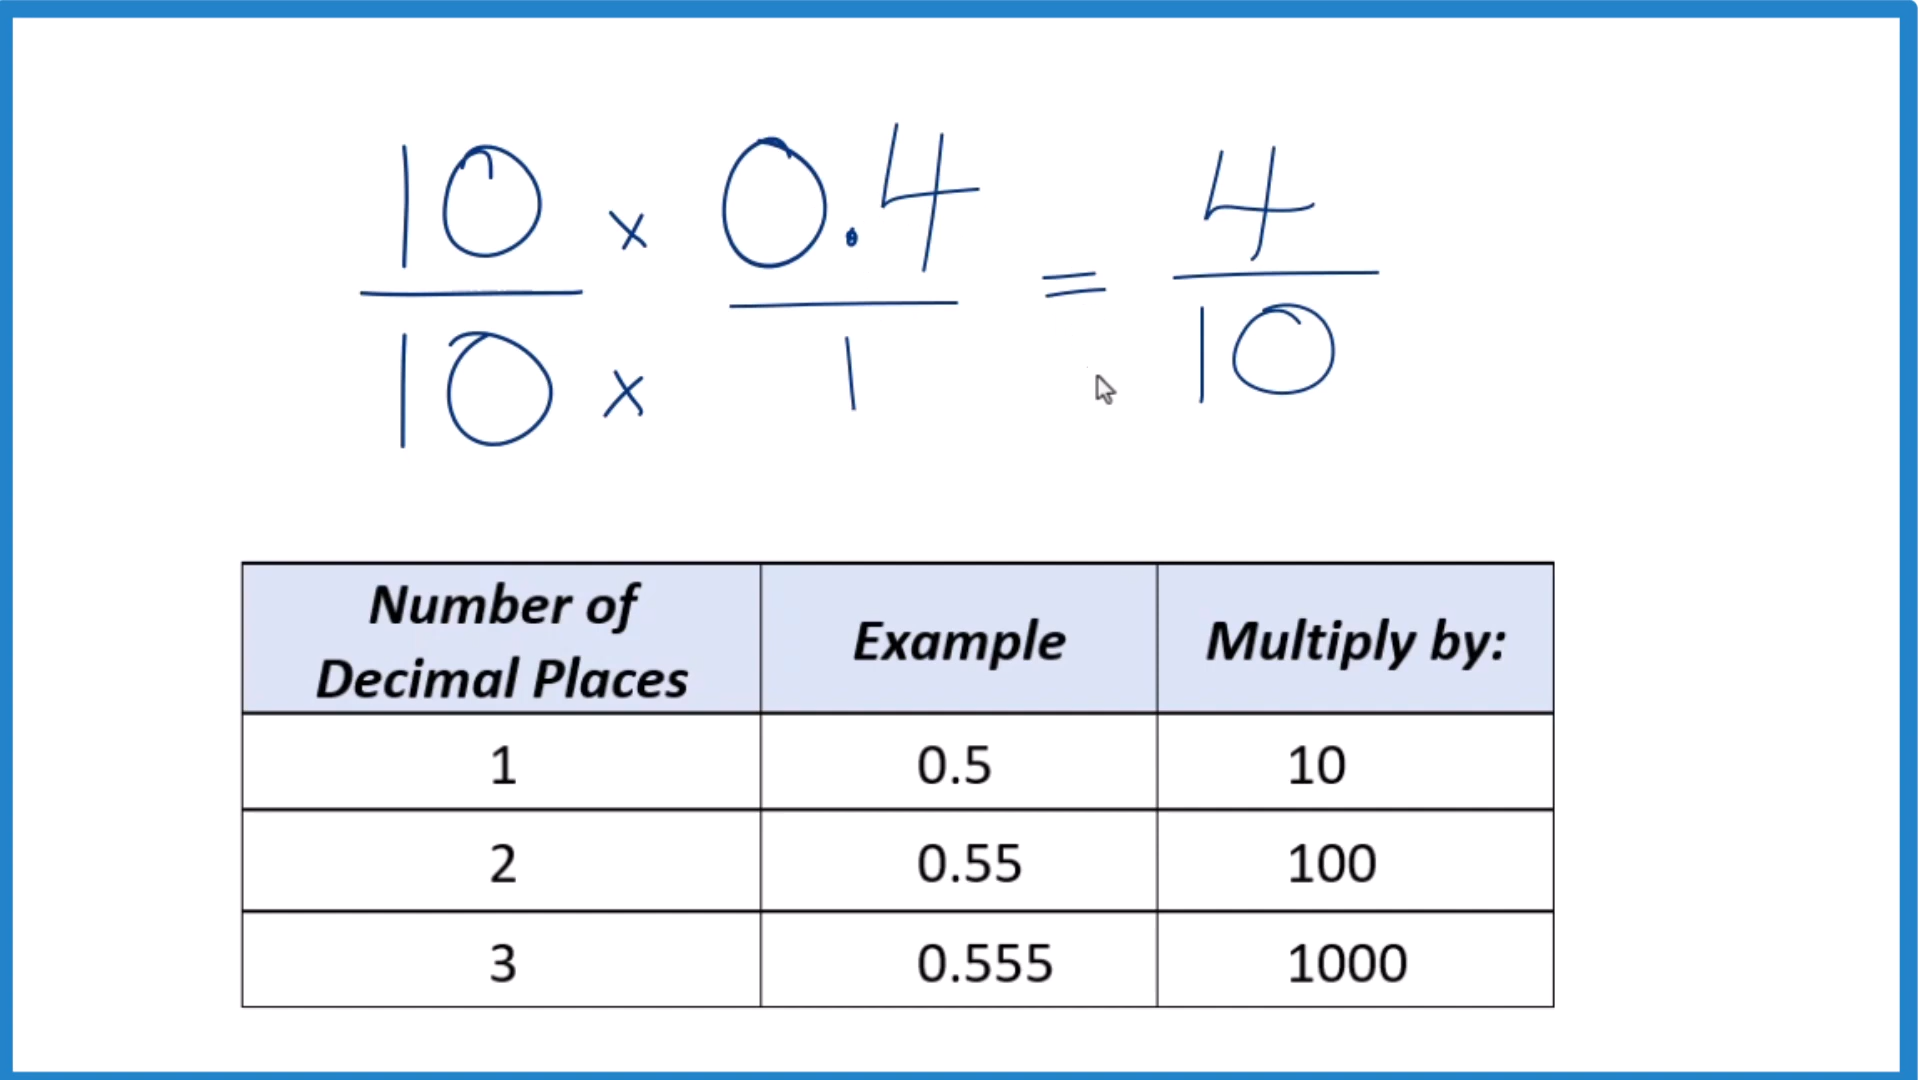 10 x 0.4 = 4
10 x 1 10
Number of Decimal Places Example Multiply by:
1 0.5 10
2 0.55 100
3 0.555 1000